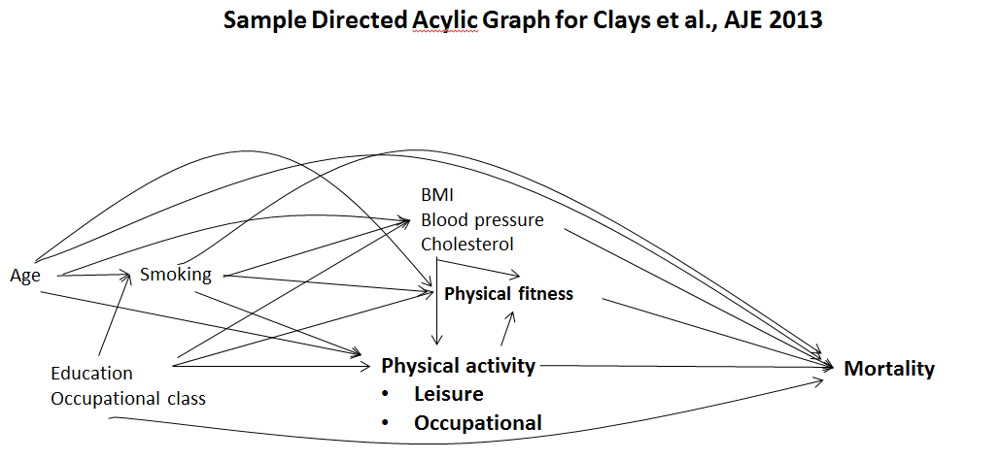 Sample Directed Acylic Graph for Clays et al., AJE 2013
BMI
Blood pressure
Cholesterol
Age
Smoking
Physical fitness
Education
Occupational class
Physical activity
• Leisure
• Occupational
Mortality